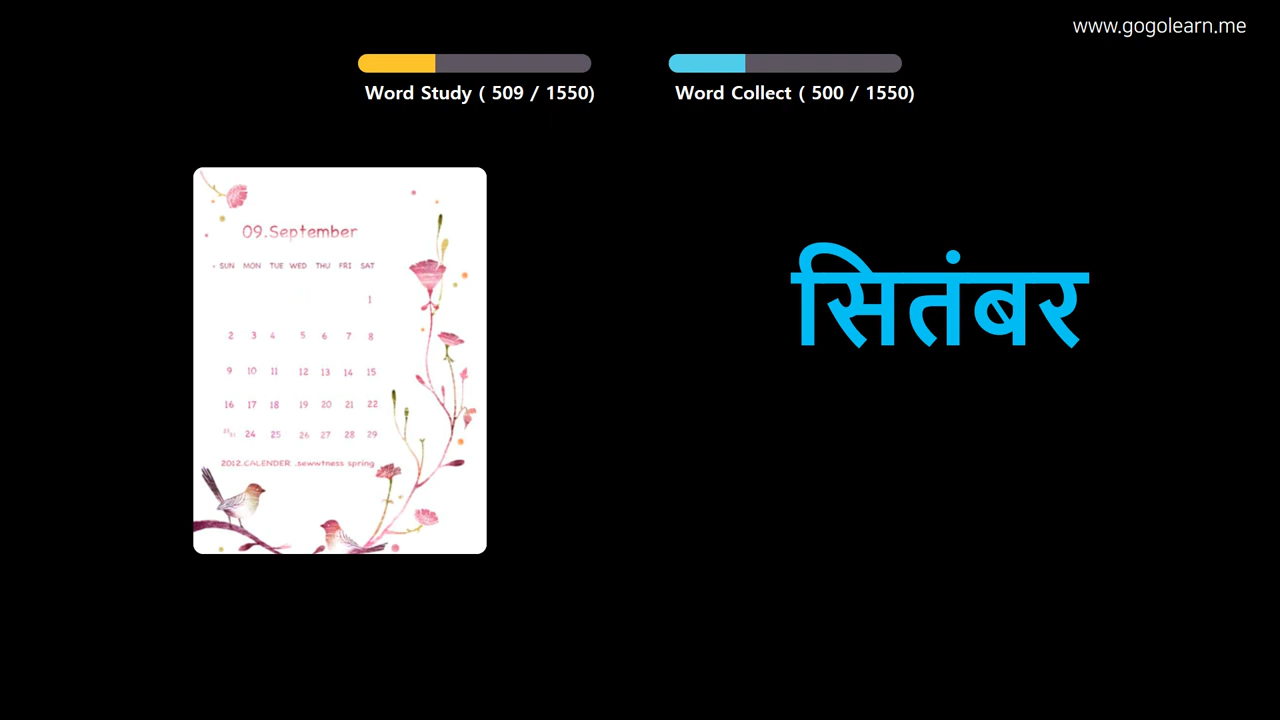 www.gogolearn.me
Word Study ( 509 / 1550)
Word Collect ( 500 / 1550)
09.September
SUN MON TUE WED THU FRI SAT
1
2 3 4 5 6 7 8
9 10 11 12 13 14 15
16 17 18 19 20 21 22
24 25 26 27 28 29
2012.CALENDER .sewwtness spring
सितंबर